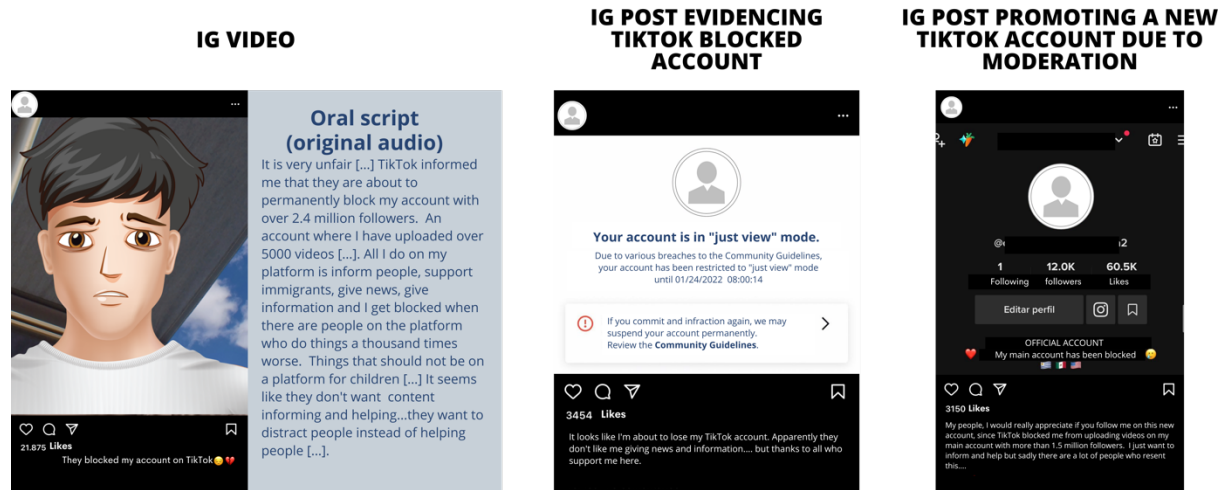 IG VIDEO
IG POST EVIDENCING
TIKTOK BLOCKED
ACCOUNT
IG POST PROMOTING A NEW
TIKTOK ACCOUNT DUE TO
MODERATION
Oral script
(original audio)
It is very unfair [...] TikTok informed
me that they are about to
permanently block my account with
over 2.4 million followers. An
account where I have uploaded over
5000 videos [...]. All I do on my
platform is inform people, support
immigrants, give news, give
information and I get blocked when
there are people on the platform
who do things a thousand times
worse. Things that should not be on
a platform for children [...] It seems
like they don't want content
informing and helping...they want to
distract people instead of helping
people [...].
21.875 Likes
They blocked my account on TikTok
Your account is in "just view" mode.
Due to various breaches to the Community Guidelines,
your account has been restricted to "just view" mode
until 01/24/2022 08:00:14
If you commit and infraction again, we may
suspend your account permanently.
Review the Community Guidelines.
3454 Likes
It looks like I'm about to lose my TikTok account. Apparently they
don't like me giving news and information.... but thanks to all who
support me here.
@ 2
1 12.0K 60.5K
Following followers Likes
Editar perfil
OFFICIAL ACCOUNT
My main account has been blocked
3150 Likes
My people, I would really appreciate if you follow me on this new
account, since TikTok blocked me from uploading videos on my
main account with more than 1.5 million followers. I just want to
inform and help but sadly there are a lot of people who resent
this....